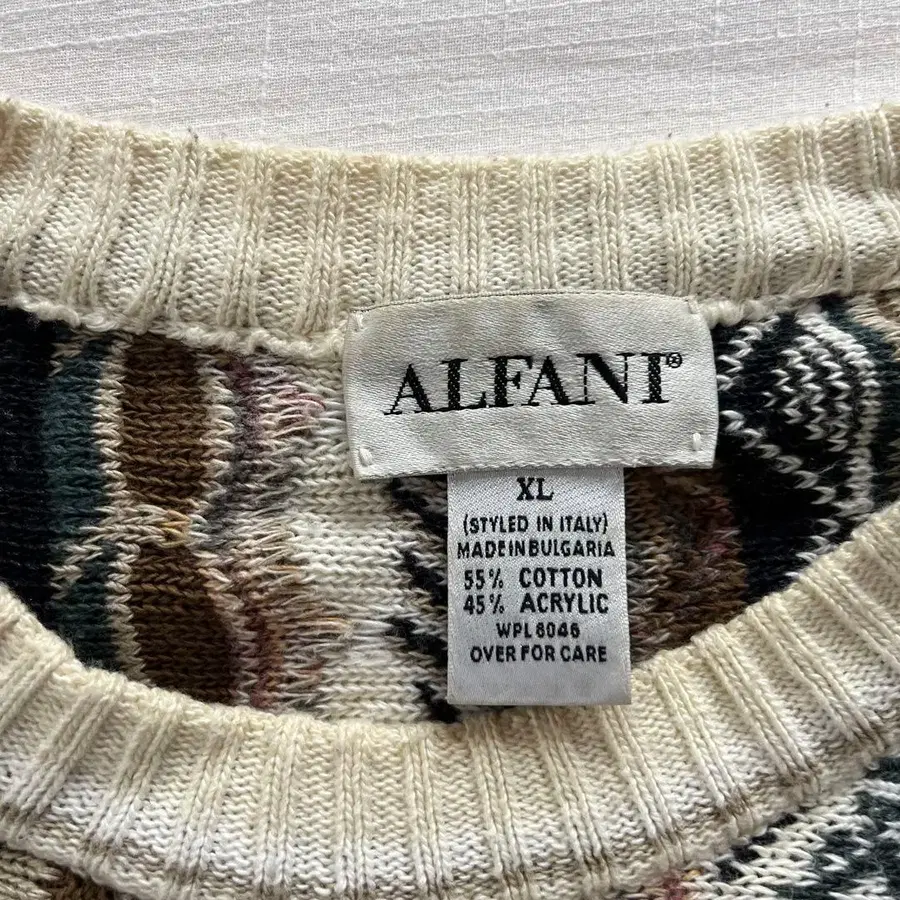 ALFANI®
XL
(STYLED IN ITALY)
MADE IN BULGARIA
55% COTTON
45% ACRYLIC
WPL 8046
OVER FOR CARE